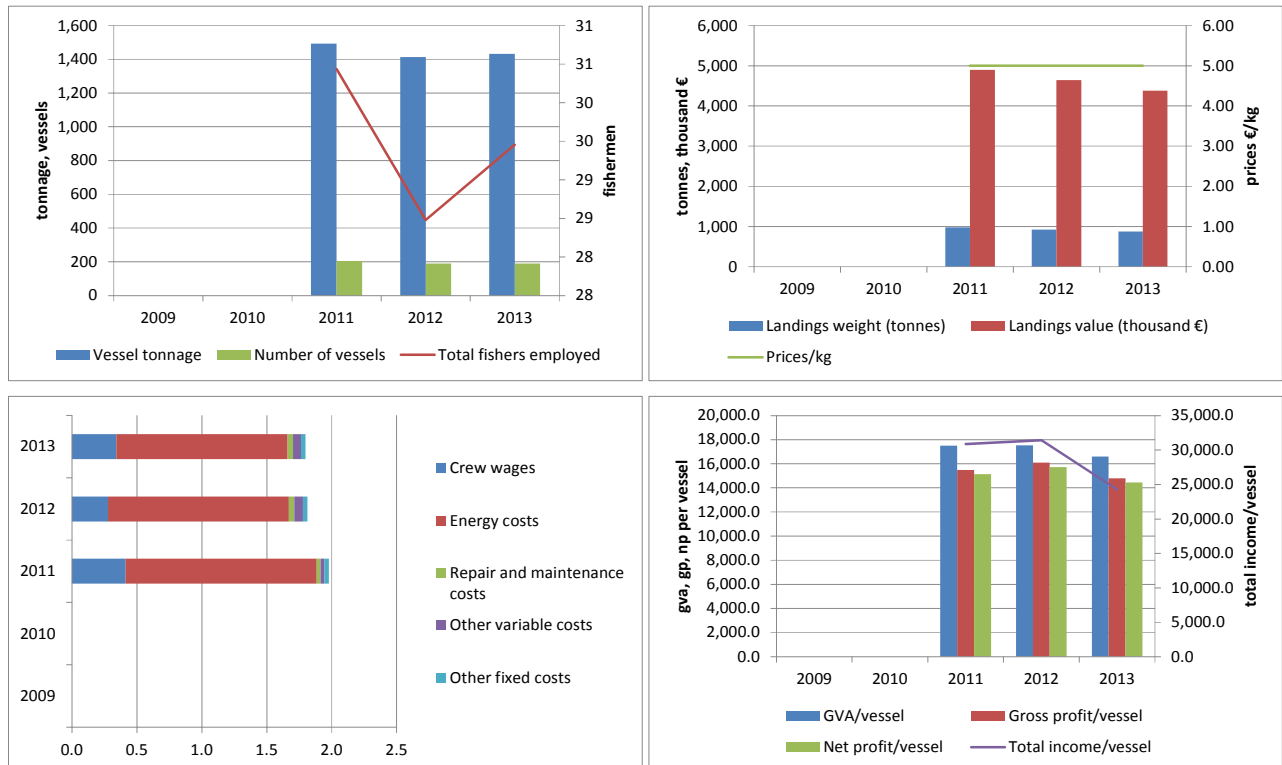 1,600
1,400
1,200
1,000
800
600
400
200
0
tonnage, vessels
31
31
30
30
29
29
28
28
fishermen
2009 2010 2011 2012 2013
Vessel tonnage Number of vessels Total fishers employed
6,000
5,000
4,000
3,000
2,000
1,000
0
tonnes, thousand €
6.00
5.00
4.00
3.00
2.00
1.00
0.00
prices €/kg
2009 2010 2011 2012 2013
Landings weight (tonnes) Landings value (thousand €)
Prices/kg
2013
2012
2011
2010
2009
0.0 0.5 1.0 1.5 2.0 2.5
Crew wages
Energy costs
Repair and maintenance
costs
Other variable costs
Other fixed costs
20,000.0
18,000.0
16,000.0
14,000.0
12,000.0
10,000.0
8,000.0
6,000.0
4,000.0
2,000.0
0.0
gva, gp, np per vessel
35,000.0
30,000.0
25,000.0
20,000.0
15,000.0
10,000.0
5,000.0
0.0
total income/vessel
2009 2010 2011 2012 2013
GVA/vessel Gross profit/vessel
Net profit/vessel Total income/vessel